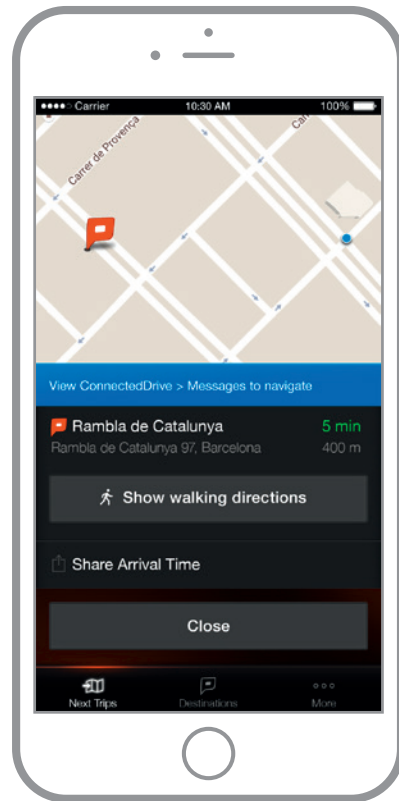 Carrier 10:30 AM 100%
Carrer de Provença
Car
View ConnectedDrive > Messages to navigate
Rambla de Catalunya 5 min
Rambla de Catalunya 97, Barcelona 400 m
Show walking directions
Share Arrival Time
Close
Next Trips Destinations More